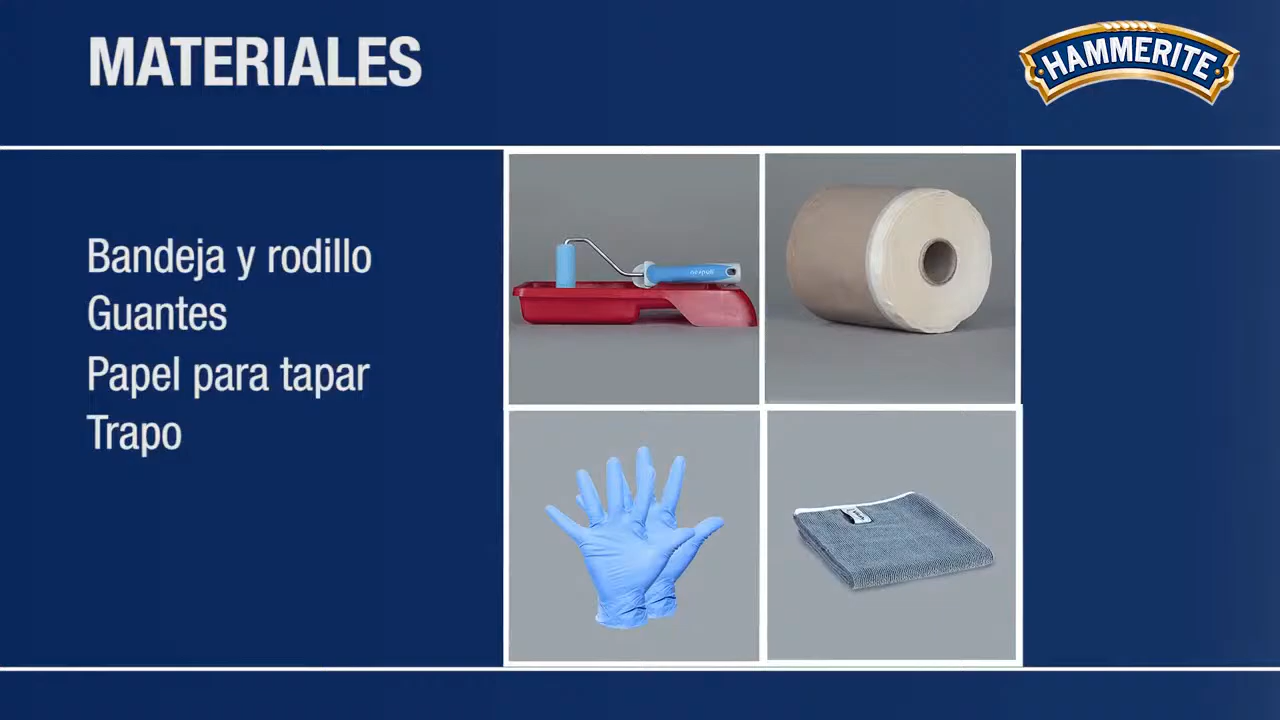 MATERIALES
HAMMERITE
Bandeja y rodillo
Guantes
Papel para tapar
Trapo